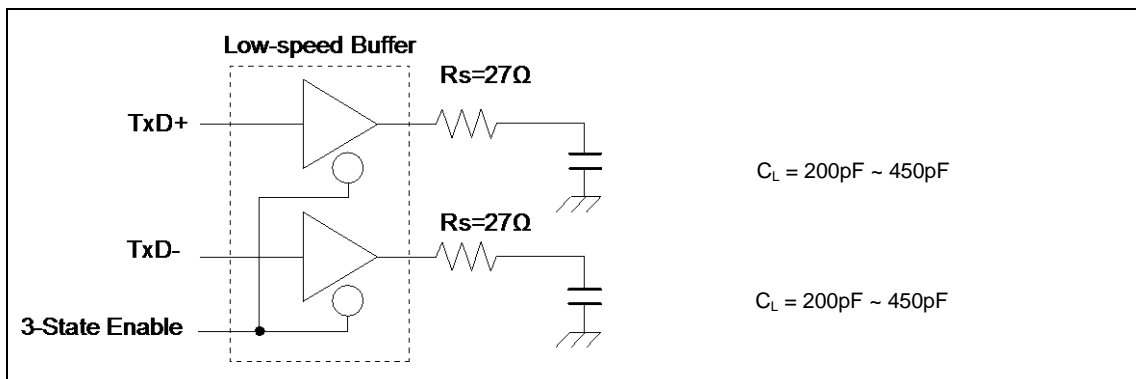 Low-speed Buffer
Rs=27Ω
TxD+
C_L = 200pF ~ 450pF
Rs=27Ω
TxD-
C_L = 200pF ~ 450pF
3-State Enable